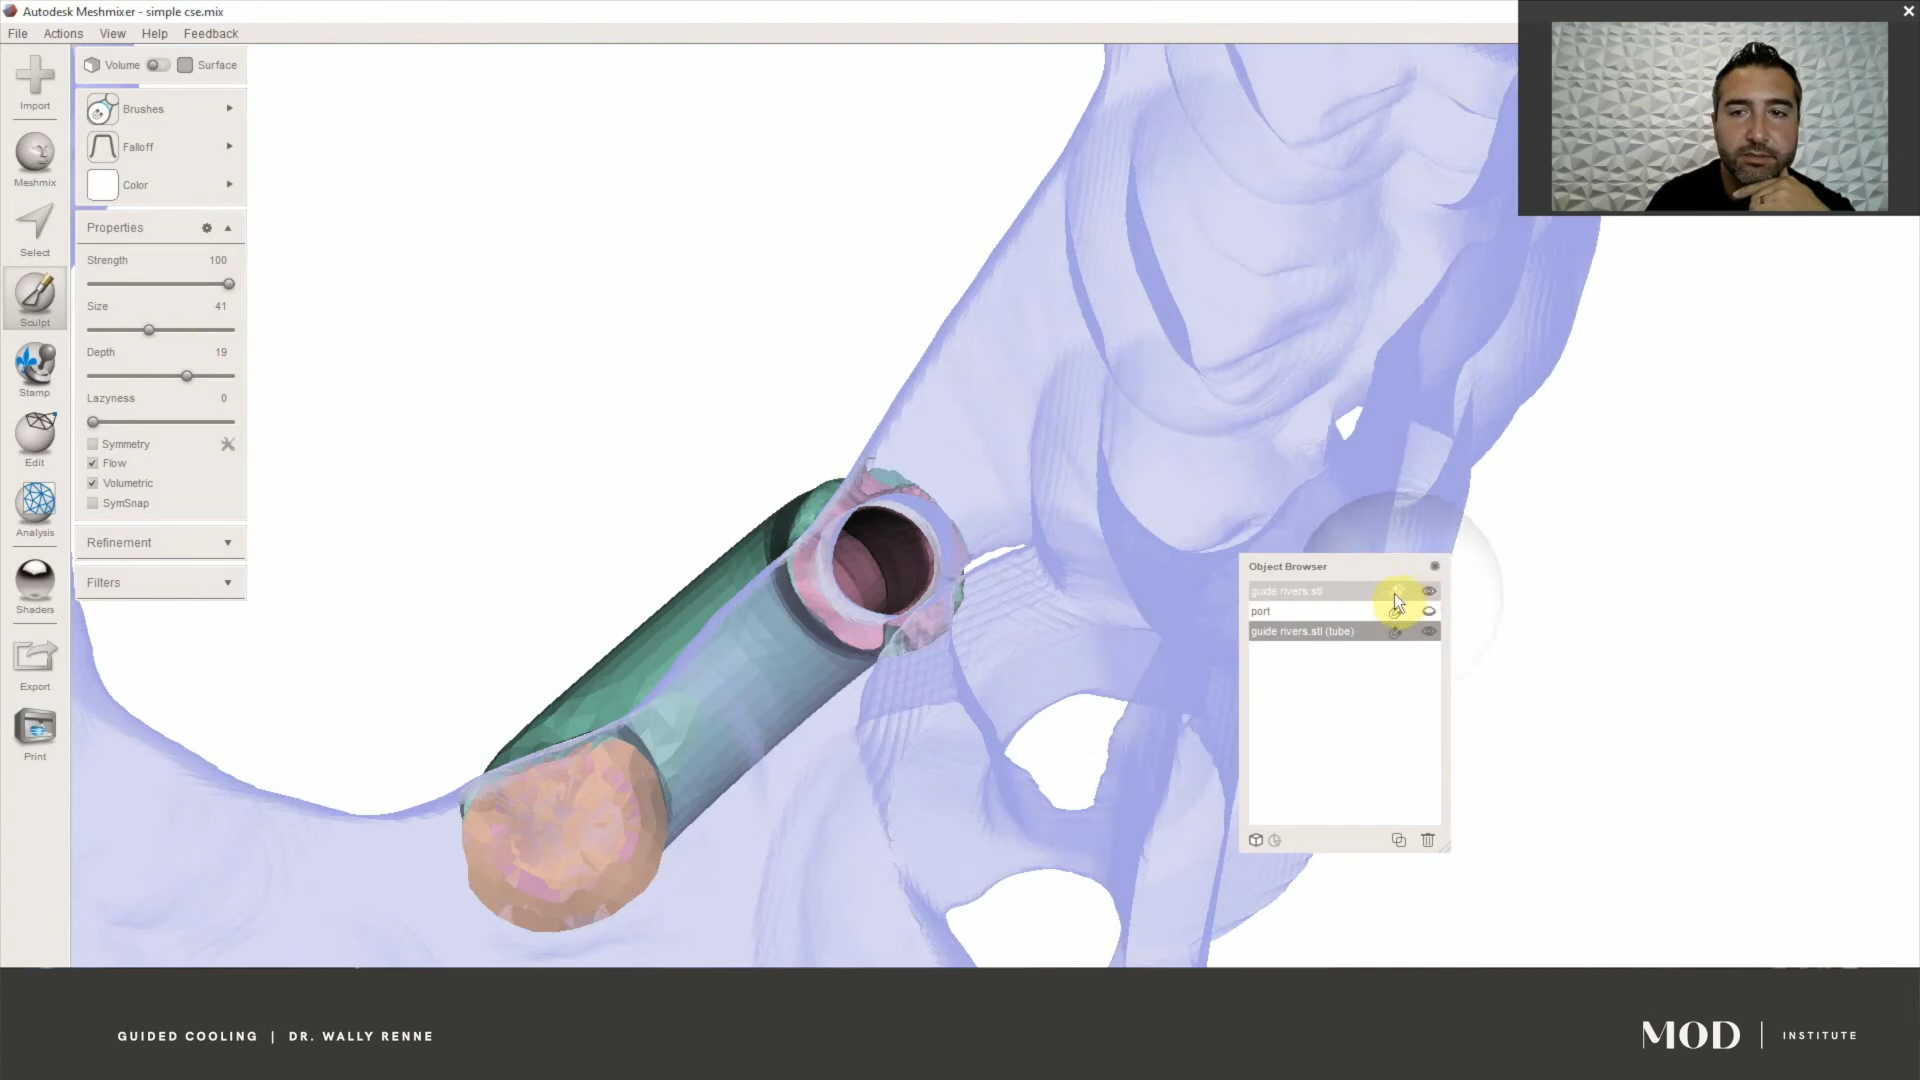 Autodesk Meshmixer - simple cse.mix
File Actions View Help Feedback
Import
Meshmix
Select
Sculpt
Stamp
Edit
Analysis
Shaders
Export
Print
Volume Surface
Brushes
Falloff
Color
Properties
Strength 100
Size 41
Depth 19
Lazyness 0
Symmetry
Flow
Volumetric
SymSnap
Refinement
Filters
Object Browser
guide rivers.stl
port
guide rivers.stl (tube)
GUIDED COOLING | DR. WALLY RENNE
MOD | INSTITUTE